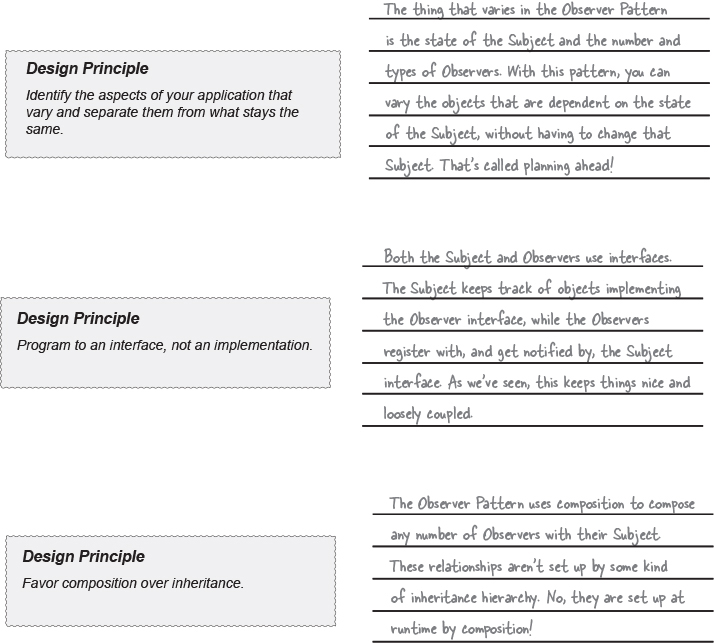 Design Principle
Identify the aspects of your application that
vary and separate them from what stays the
same.
The thing that varies in the Observer Pattern
is the state of the Subject and the number and
types of Observers. With this pattern, you can
vary the objects that are dependent on the state
of the Subject, without having to change that
Subject. That's called planning ahead!
Design Principle
Program to an interface, not an implementation.
Both the Subject and Observers use interfaces.
The Subject keeps track of objects implementing
the Observer interface, while the Observers
register with, and get notified by, the Subject
interface. As we've seen, this keeps things nice and
loosely coupled.
Design Principle
Favor composition over inheritance.
The Observer Pattern uses composition to compose
any number of Observers with their Subject
These relationships aren't set up by some kind
of inheritance hierarchy. No, they are set up at
runtime by composition!